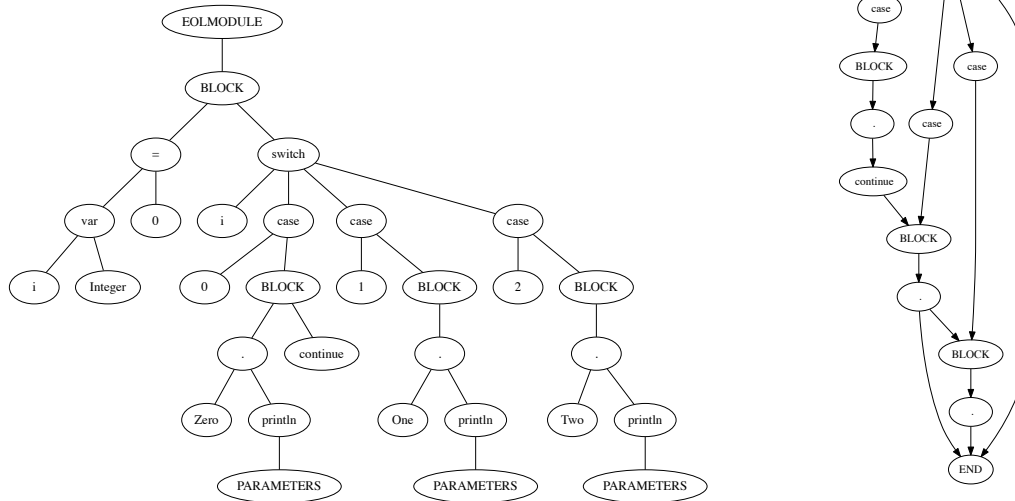 EOLMODULE
BLOCK
= switch
var 0 i case case case
i Integer 0 BLOCK 1 BLOCK 2 BLOCK
. continue . .
Zero println One println Two println
PARAMETERS PARAMETERS PARAMETERS
case
BLOCK case
. case
continue
BLOCK
.
BLOCK
.
END